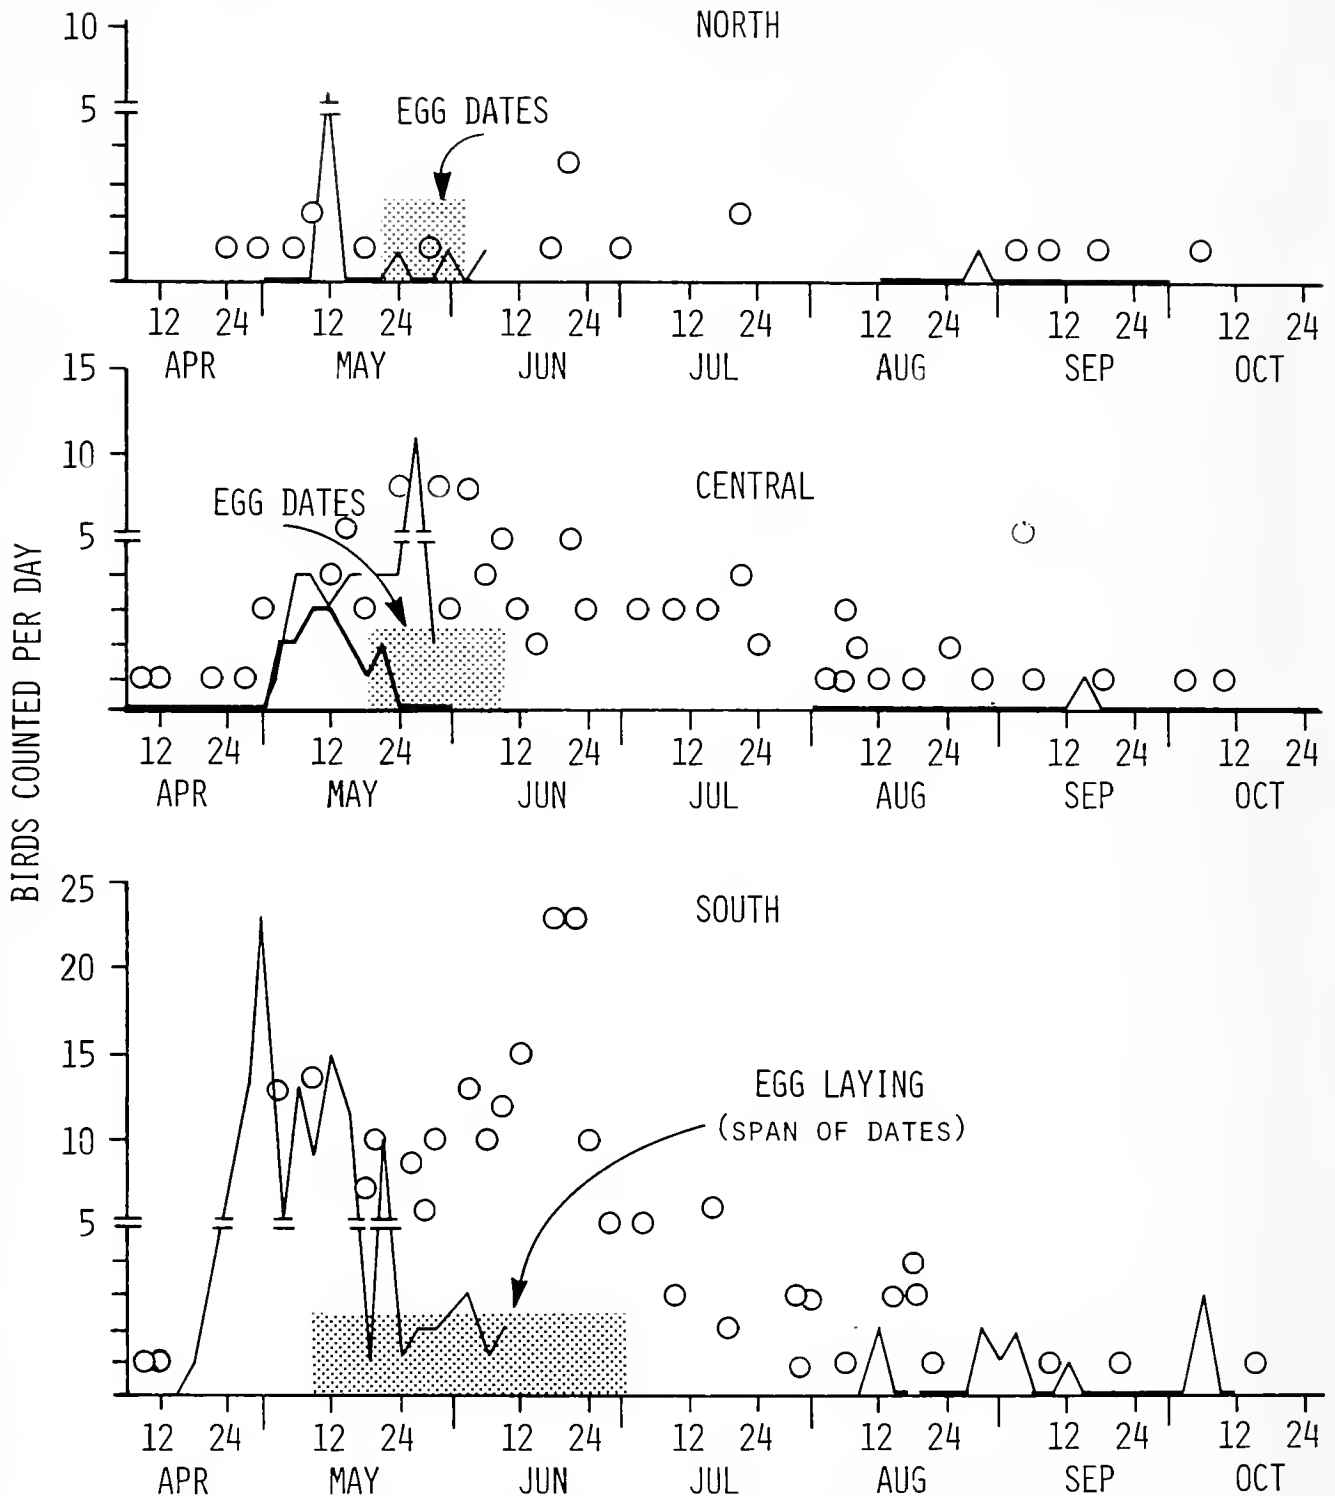 BIRDS COUNTED PER DAY
10
NORTH
5
EGG DATES
12 24 12 24 12 24 12 24 12 24 12 24 12 24
APR MAY JUN JUL AUG SEP OCT
15
10
CENTRAL
EGG DATES
5
12 24 12 24 12 24 12 24 12 24 12 24 12 24
APR MAY JUN JUL AUG SEP OCT
25
SOUTH
20
15
EGG LAYING
(SPAN OF DATES)
10
5
12 24 12 24 12 24 12 24 12 24 12 24 12 24
APR MAY JUN JUL AUG SEP OCT